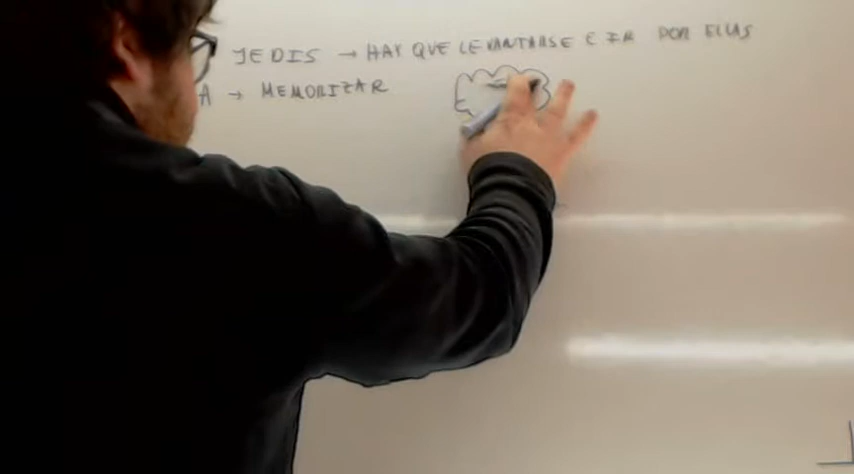 JEDIS → HAY QUE LEVANTARSE E IR POR ELLAS
A → MEMORIZAR